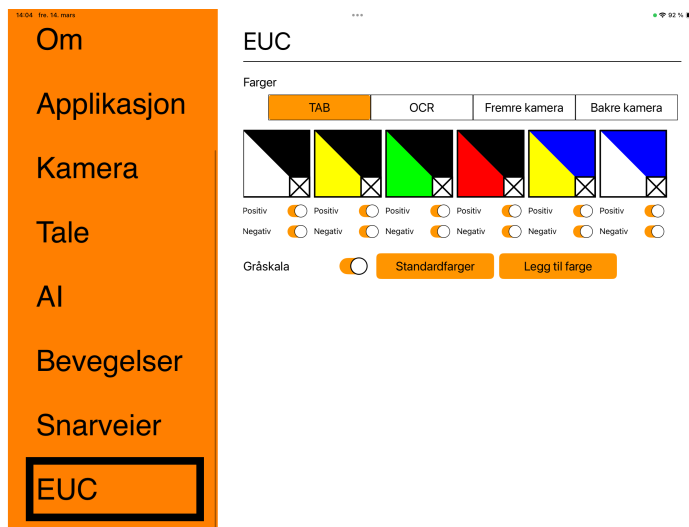 14:04 fre. 14. mars
92 %
Om
Applikasjon
Kamera
Tale
AI
Bevegelser
Snarveier
EUC
EUC
Farger
TAB OCR Fremre kamera Bakre kamera
Positiv Positiv Positiv Positiv Positiv Positiv
Negativ Negativ Negativ Negativ Negativ Negativ
Gråskala Standardfarger Legg til farge